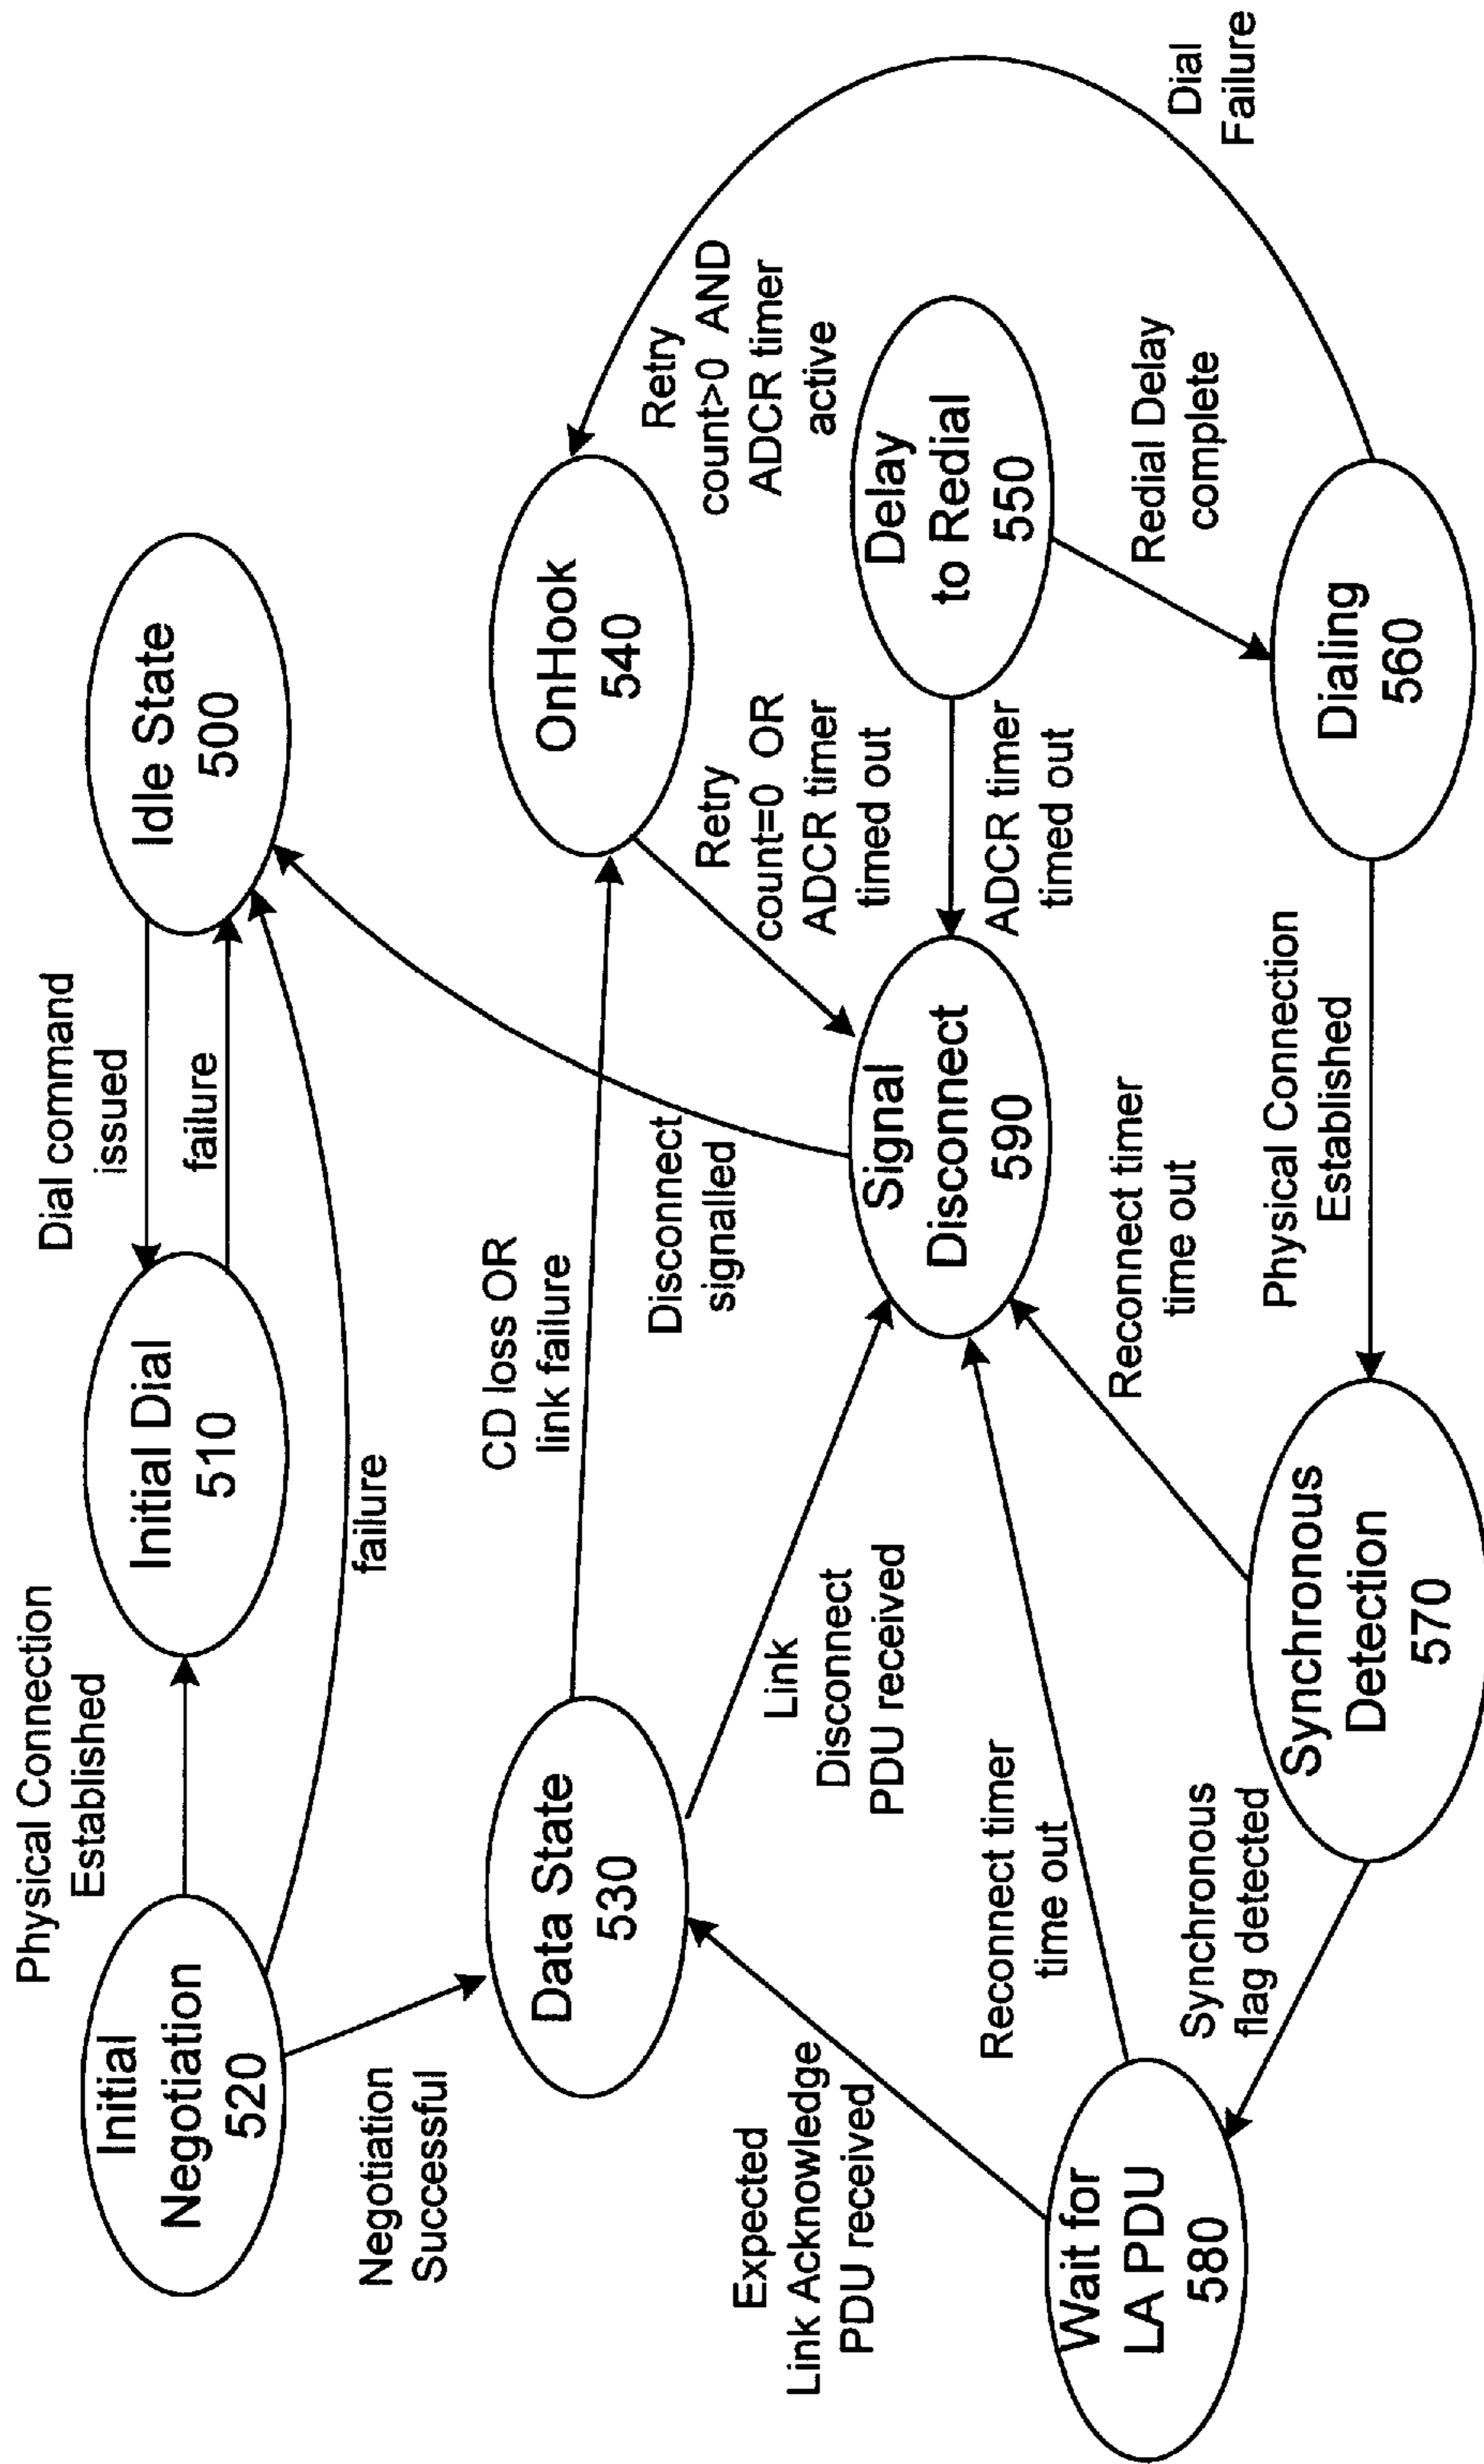 Initial
Negotiation
520
Physical Connection
Established
Initial Dial
510
Dial command
issued
failure
Idle State
500
failure
Negotiation
Successful
Data State
530
CD loss OR
link failure
OnHook
540
Disconnect
signalled
Retry
count=0 OR
ADCR timer
timed out
Retry
count>0 AND
ADCR timer
active
Expected
Link Acknowledge
PDU received
Link
Disconnect
PDU received
Signal
Disconnect
590
ADCR timer
timed out
Delay
to Redial
550
Reconnect timer
time out
Reconnect timer
time out
Redial Delay
complete
Dial
Failure
Wait for
LA PDU
580
Synchronous
flag detected
Synchronous
Detection
570
Physical Connection
Established
Dialing
560